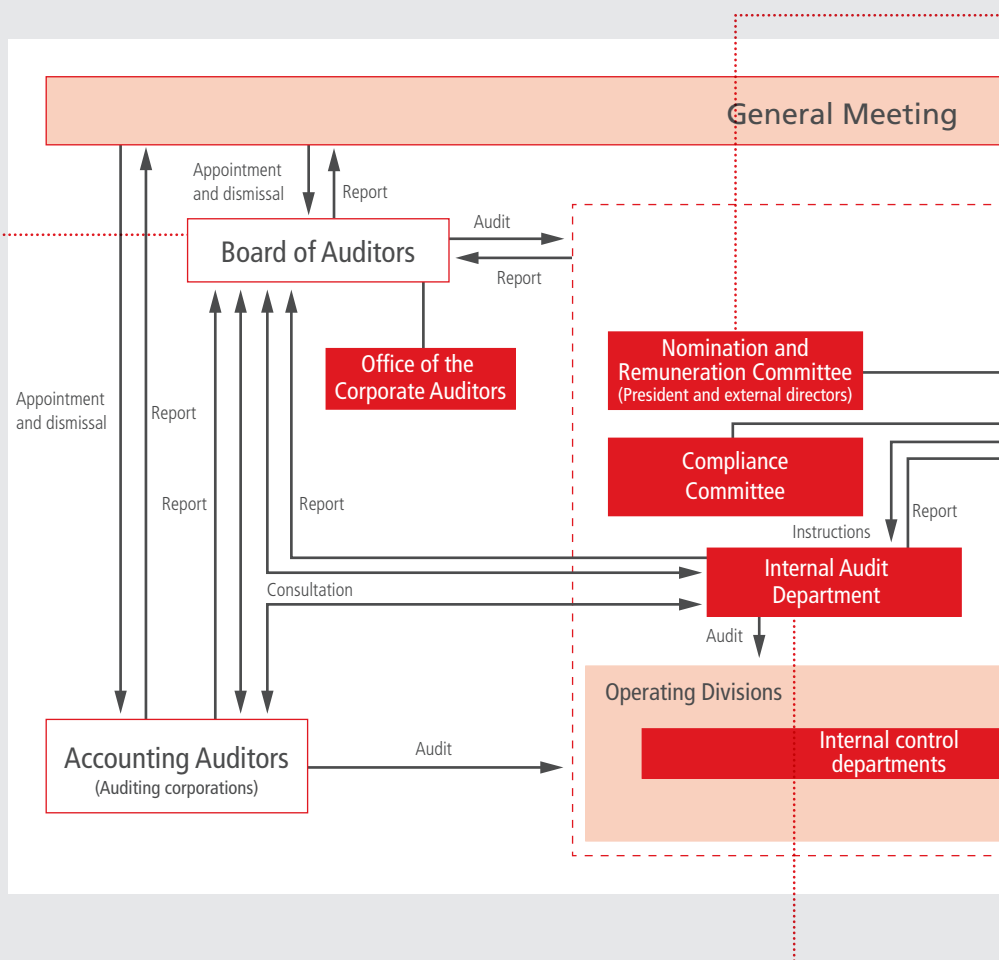 General Meeting
Appointment
and dismissal
Report
Board of Auditors
Audit
Report
Office of the
Corporate Auditors
Nomination and
Remuneration Committee
(President and external directors)
Appointment
and dismissal
Report
Compliance
Committee
Report
Report
Instructions
Report
Internal Audit
Department
Consultation
Audit
Operating Divisions
Internal control
departments
Accounting Auditors
(Auditing corporations)
Audit